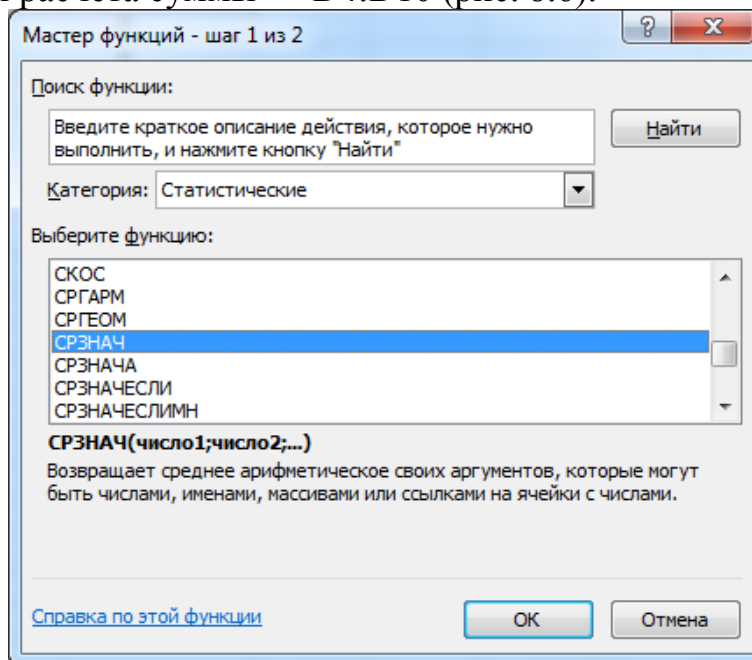 расчета суммы
Мастер функций - шаг 1 из 2
Поиск функции:
Введите краткое описание действия, которое нужно
выполнить, и нажмите кнопку "Найти"
Найти
Категория: Статистические
Выберите функцию:
СКОС
СРГАРМ
СРГЕОМ
СРЗНАЧ
СРЗНАЧА
СРЗНАЧЕСЛИ
СРЗНАЧЕСЛИМН
СРЗНАЧ(число1;число2;...)
Возвращает среднее арифметическое своих аргументов, которые могут
быть числами, именами, массивами или ссылками на ячейки с числами.
Справка по этой функции
ОК
Отмена